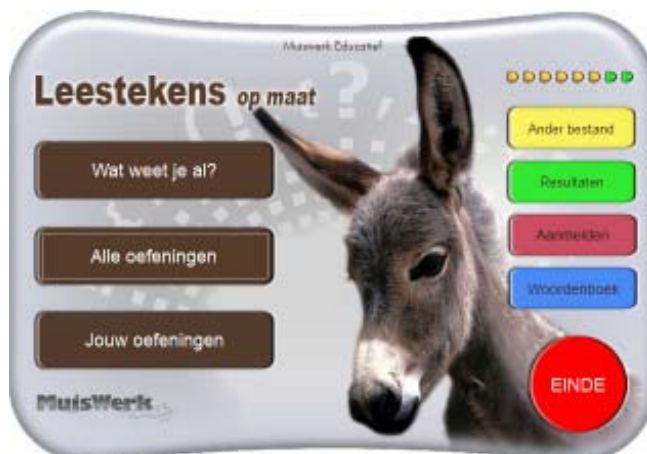 Muiswerk Educatief
Leestekens op maat
Wat weet je al?
Alle oefeningen
Jouw oefeningen
MuisWerk
Ander bestand
Resultaten
Aanmelden
Woordenboek
EINDE